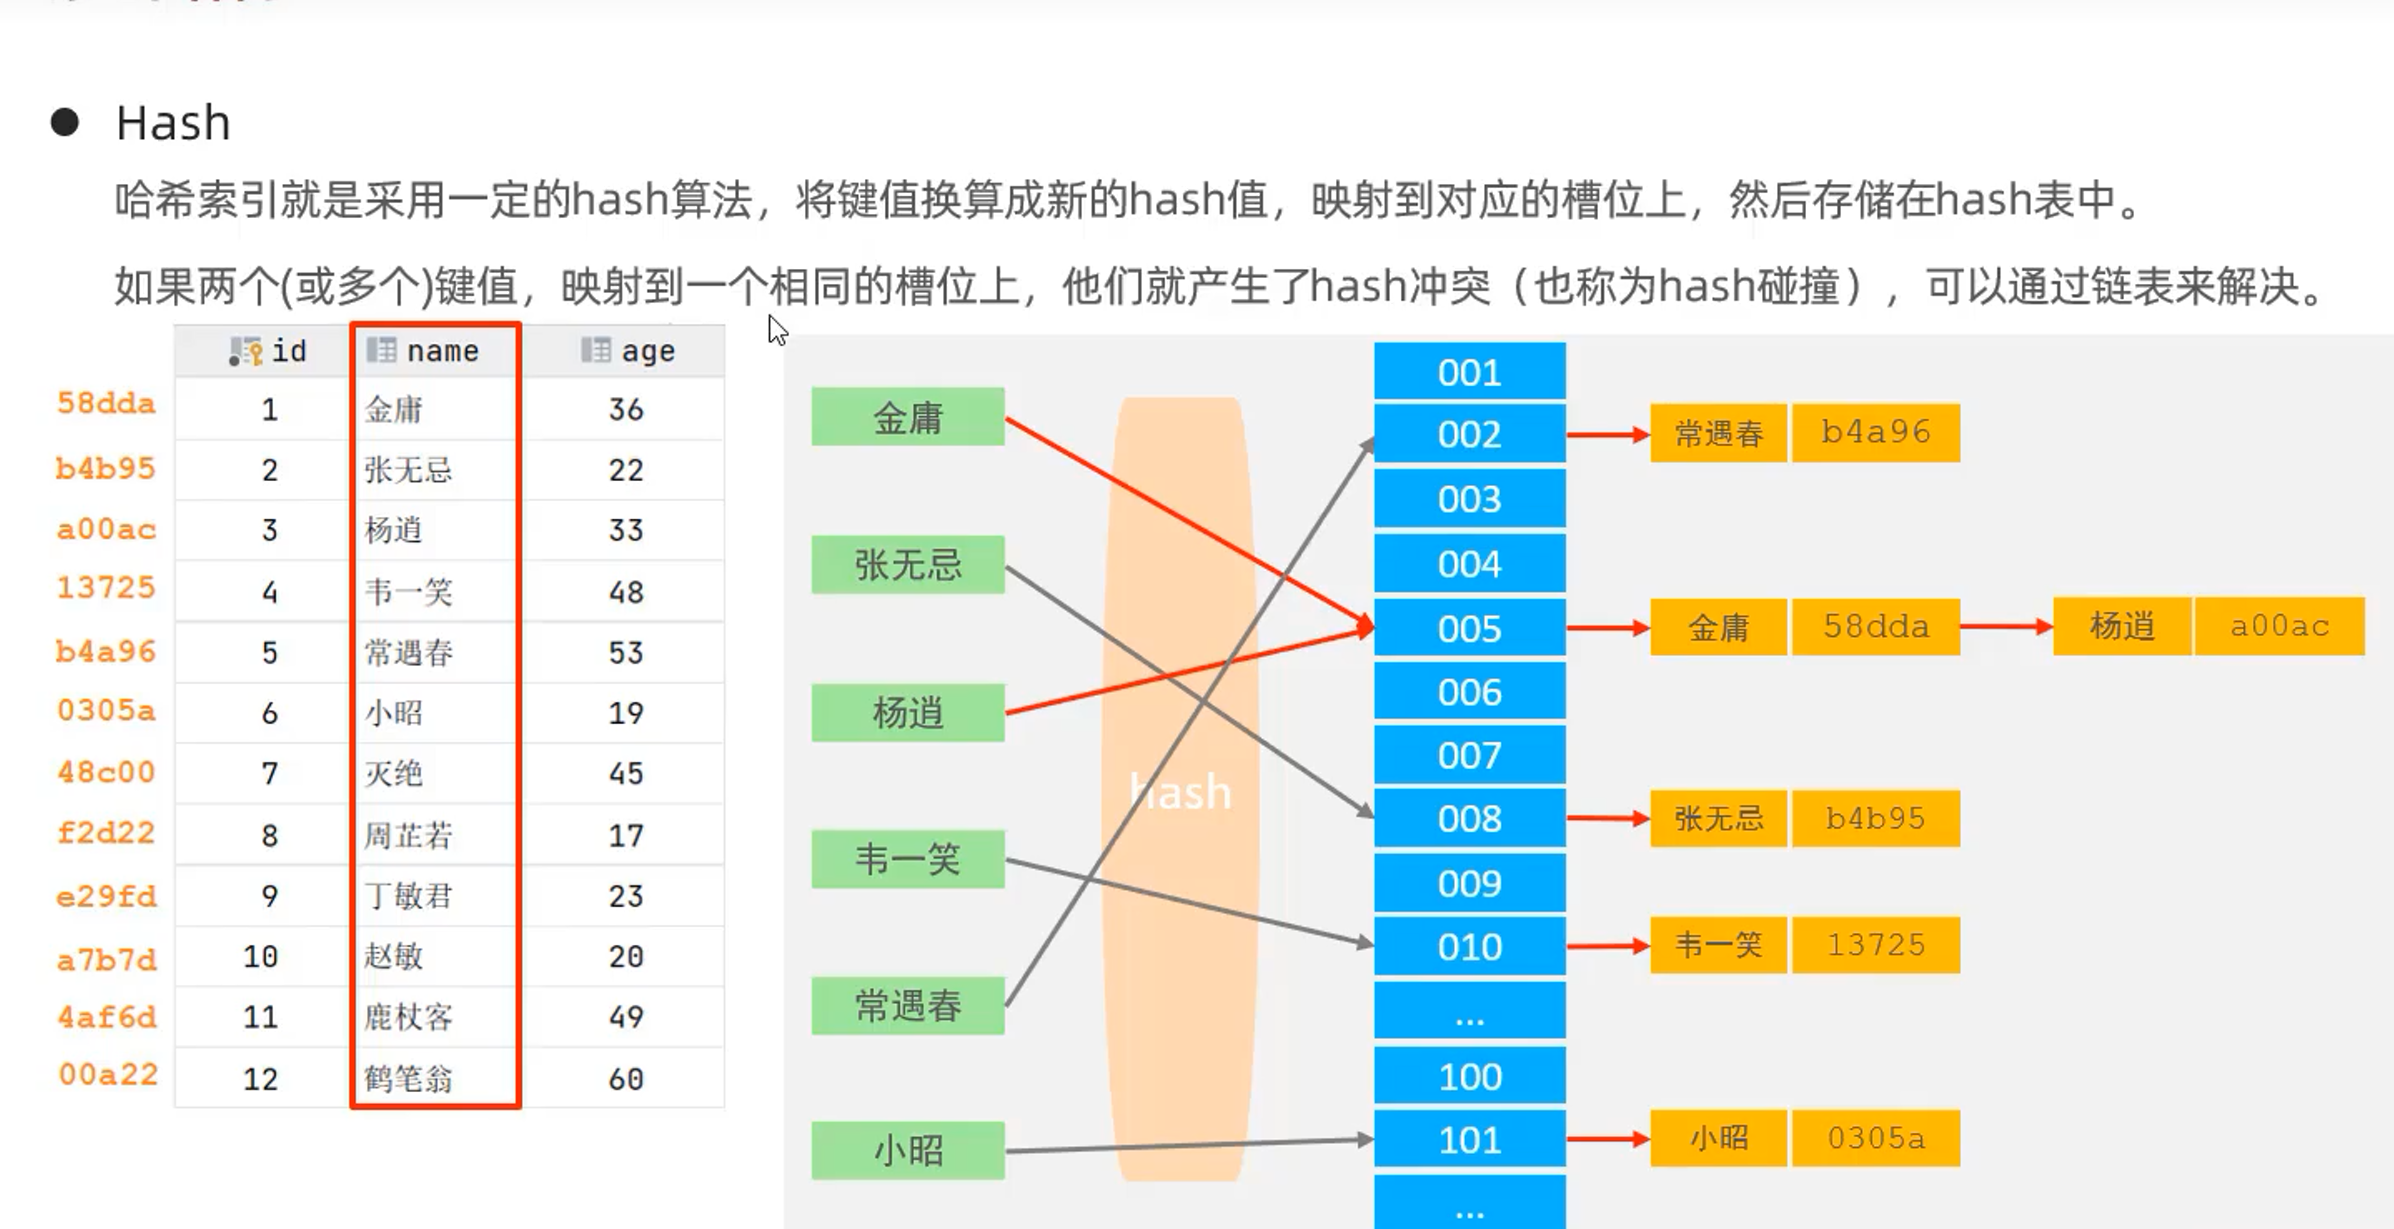 Hash
哈希索引就是采用一定的hash算法，将键值换算成新的hash值，映射到对应的槽位上，然后存储在hash表中。
如果两个(或多个)键值，映射到一个相同的槽位上，他们就产生了hash冲突（也称为hash碰撞），可以通过链表来解决。
id name age
58dda 1 金庸 36
b4b95 2 张无忌 22
a00ac 3 杨逍 33
13725 4 韦一笑 48
b4a96 5 常遇春 53
0305a 6 小昭 19
48c00 7 灭绝 45
f2d22 8 周芷若 17
e29fd 9 丁敏君 23
a7b7d 10 赵敏 20
4af6d 11 鹿杖客 49
00a22 12 鹤笔翁 60
金庸
张无忌
杨逍
韦一笑
常遇春
小昭
hash
001
002 常遇春 b4a96
003
004
005 金庸 58dda 杨逍 a00ac
006
007
008 张无忌 b4b95
009
010 韦一笑 13725
...
100
101 小昭 0305a
...